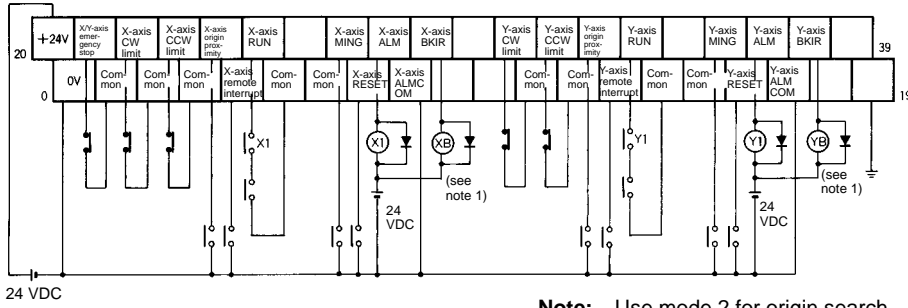 20
+24V
X/Y-axis emer-gency stop
X-axis CW limit
X-axis CCW limit
X-axis origin prox-imity
X-axis RUN
X-axis MING
X-axis ALM
X-axis BKIR
Y-axis CW limit
Y-axis CCW limit
Y-axis origin prox-imity
Y-axis RUN
Y-axis MING
Y-axis ALM
Y-axis BKIR
39
0
0V
Com-mon
Com-mon
Com-mon
X-axis remote interrupt
Com-mon
Com-mon
X-axis RESET
X-axis ALMC OM
Com-mon
Com-mon
Y-axis remote interrupt
Com-mon
Com-mon
Y-axis RESET
Y-axis ALM COM
19
X1
X1
XB
Y1
Y1
YB
(see note 1)
(see note 1)
24 VDC
24 VDC
24 VDC
Note: Use mode 2 for origin search.